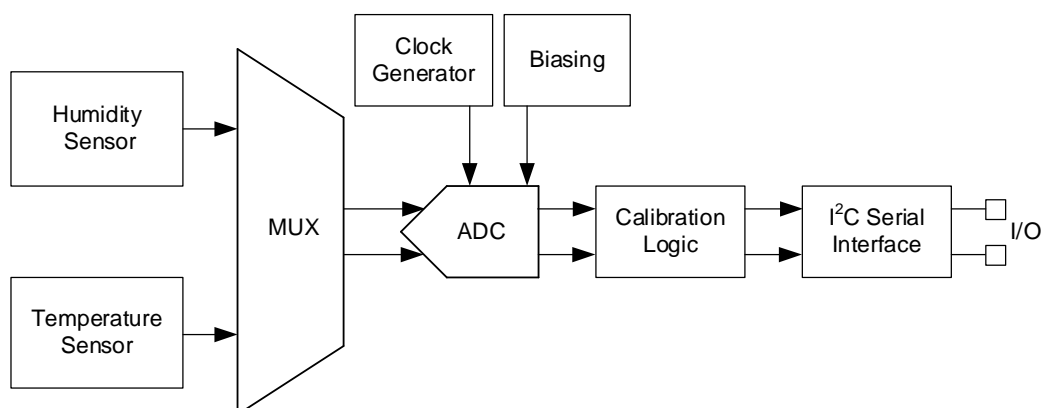 Clock
Generator
Biasing
Humidity
Sensor
MUX
ADC
Calibration
Logic
I²C Serial
Interface
I/O
Temperature
Sensor